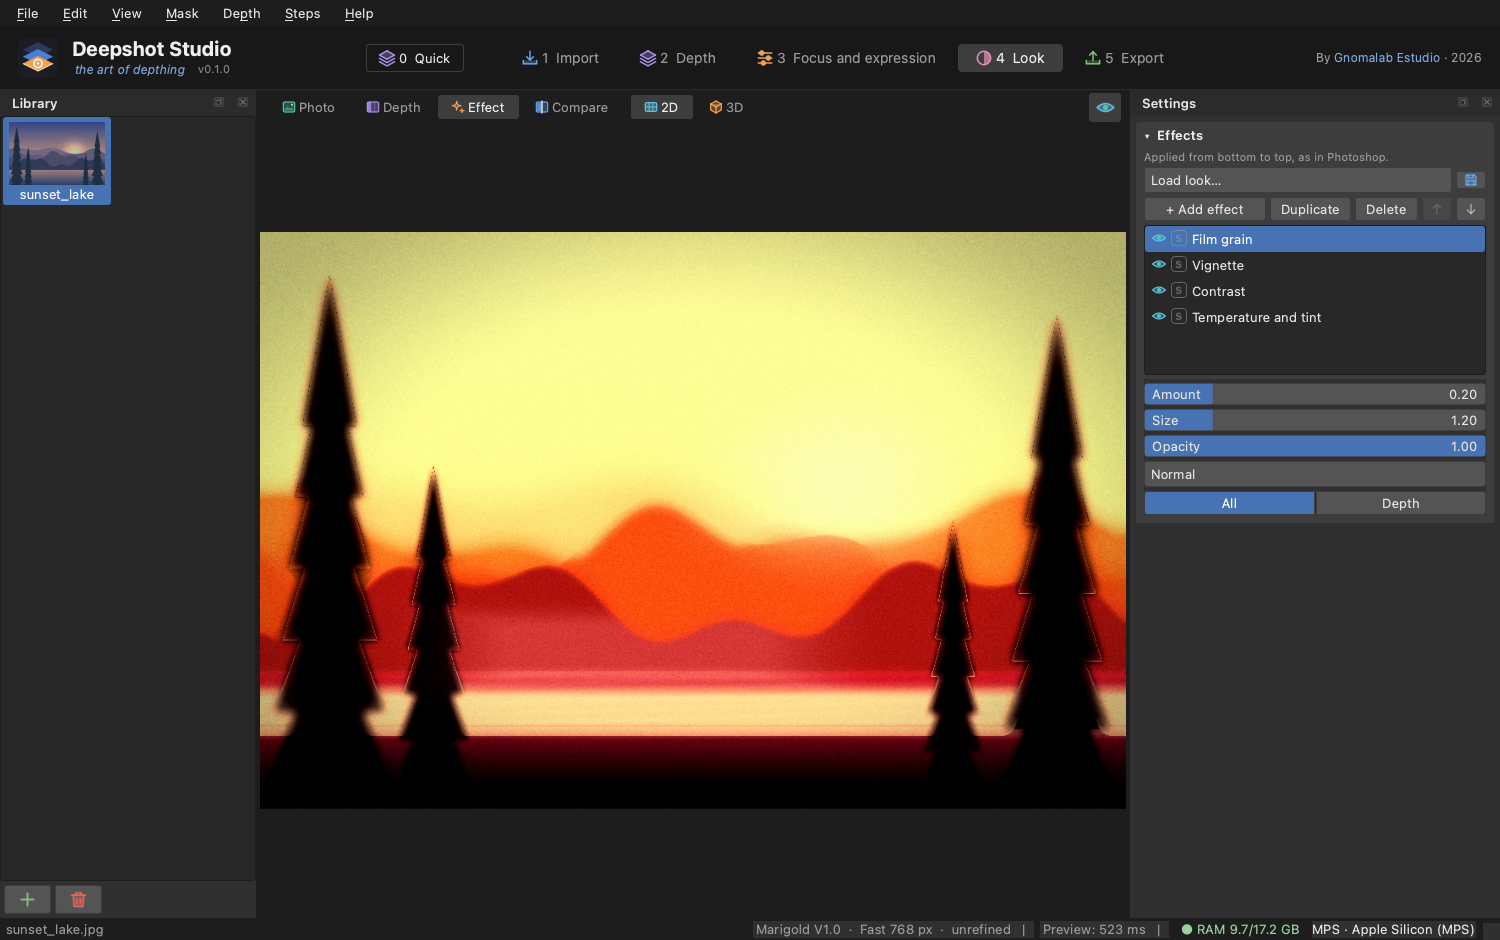 File Edit View Mask Depth Steps Help
Deepshot Studio
the art of depthing v0.1.0
0 Quick 1 Import 2 Depth 3 Focus and expression 4 Look 5 Export
By Gnomalab Estudio · 2026
Library
Photo Depth Effect Compare 2D 3D
Settings
sunset_lake
Effects
Applied from bottom to top, as in Photoshop.
Load look...
+ Add effect Duplicate Delete ↑ ↓
S Film grain
S Vignette
S Contrast
S Temperature and tint
Amount 0.20
Size 1.20
Opacity 1.00
Normal
All Depth
sunset_lake.jpg
Marigold V1.0 · Fast 768 px · unrefined | Preview: 523 ms | RAM 9.7/17.2 GB MPS · Apple Silicon (MPS)